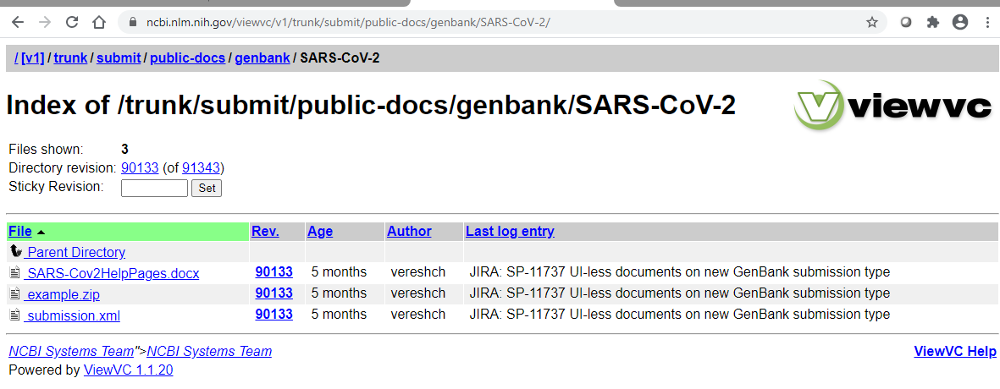 ncbi.nlm.nih.gov/viewvc/v1/trunk/submit/public-docs/genbank/SARS-CoV-2/
/ [v1] / trunk / submit / public-docs / genbank / SARS-CoV-2
Index of /trunk/submit/public-docs/genbank/SARS-CoV-2
viewvc
Files shown: 3
Directory revision: 90133 (of 91343)
Sticky Revision: Set
File Rev. Age Author Last log entry
Parent Directory
SARS-Cov2HelpPages.docx 90133 5 months vereshch JIRA: SP-11737 UI-less documents on new GenBank submission type
example.zip 90133 5 months vereshch JIRA: SP-11737 UI-less documents on new GenBank submission type
submission.xml 90133 5 months vereshch JIRA: SP-11737 UI-less documents on new GenBank submission type
NCBI Systems Team">NCBI Systems Team ViewVC Help
Powered by ViewVC 1.1.20